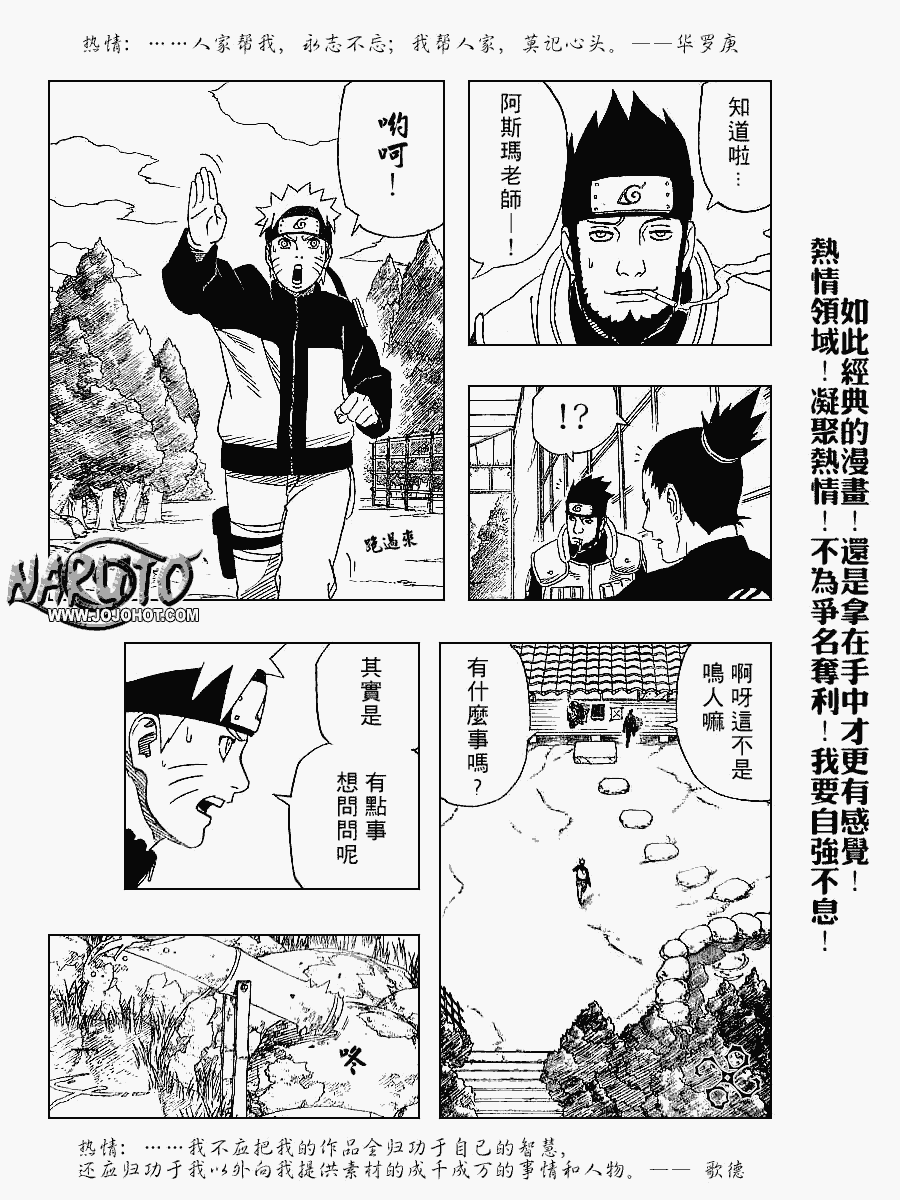 热情：……人家帮我，永志不忘；我帮人家，莫记心头。——华罗庚
知道啦…
阿斯瑪老師—！
喲呵！
跑過來
!?
NARUTO
WWW.JOJOHOT.COM
啊呀這不是
鳴人嘛
有什麼事嗎？
其實是
有點事
想問問呢
咚
如此經典的漫畫！還是拿在手中才更有感覺！
熱情領域！凝聚熱情！不為爭名奪利！我要自強不息！
热情：……我不应把我的作品全归功于自己的智慧，
还应归功于我以外向我提供素材的成千成万的事情和人物。—— 歌德